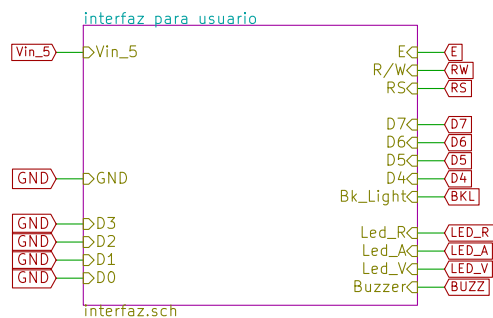 interfaz para usuario
Vin_5 Vin_5 E E
R/W RW
RS RS
D7 D7
D6 D6
D5 D5
GND GND D4 D4
Bk_Light BKL
GND D3
Led_R LED_R
GND D2
Led_A LED_A
GND D1
Led_V LED_V
GND D0
Buzzer BUZZ
interfaz.sch